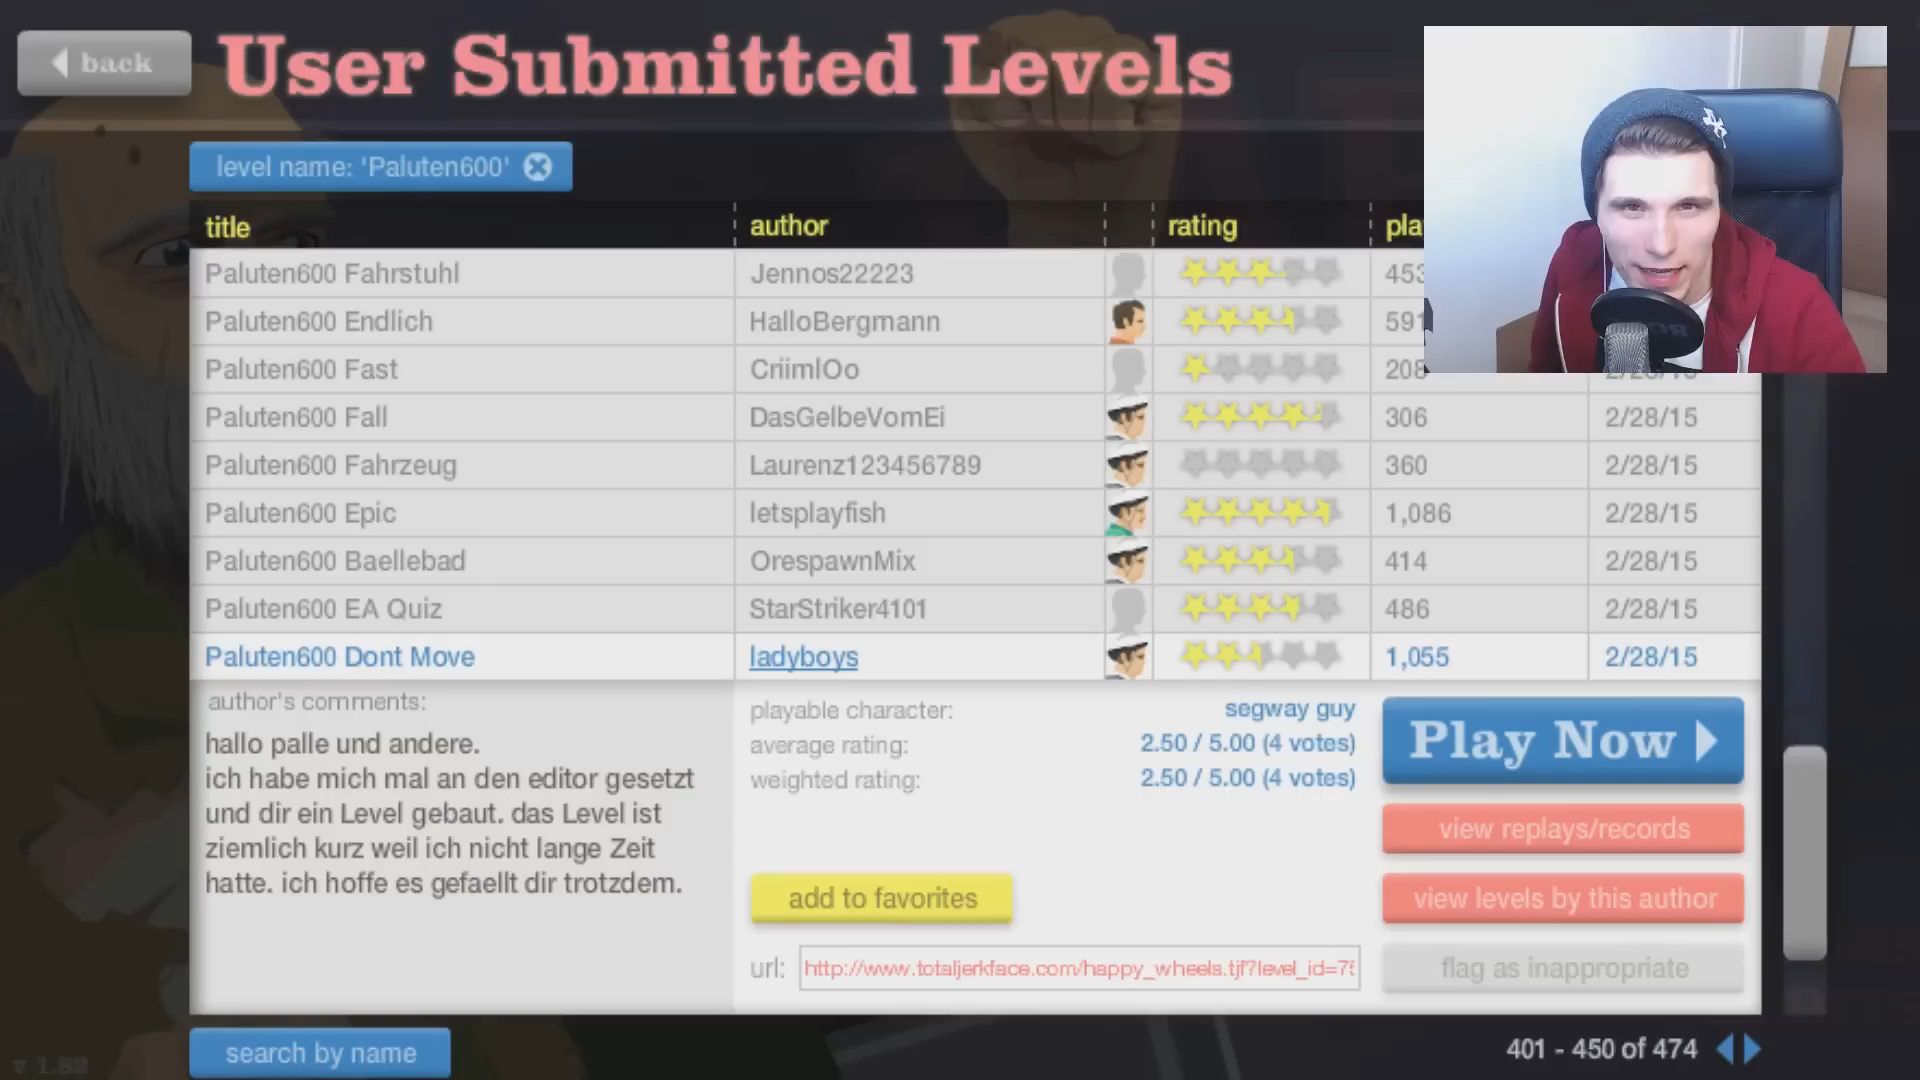 back
User Submitted Levels
level name: 'Paluten600'
title author rating
Paluten600 Fahrstuhl Jennos22223 453
Paluten600 Endlich HalloBergmann 591
Paluten600 Fast CriimlOo 208
Paluten600 Fall DasGelbeVomEi 306 2/28/15
Paluten600 Fahrzeug Laurenz123456789 360 2/28/15
Paluten600 Epic letsplayfish 1,086 2/28/15
Paluten600 Baellebad OrespawnMix 414 2/28/15
Paluten600 EA Quiz StarStriker4101 486 2/28/15
Paluten600 Dont Move ladyboys 1,055 2/28/15
author's comments:
hallo palle und andere.
ich habe mich mal an den editor gesetzt
und dir ein Level gebaut. das Level ist
ziemlich kurz weil ich nicht lange Zeit
hatte. ich hoffe es gefaellt dir trotzdem.
playable character: segway guy
average rating: 2.50 / 5.00 (4 votes)
weighted rating: 2.50 / 5.00 (4 votes)
add to favorites
url: http://www.totaljerkface.com/happy_wheels.tjf?level_id=7
Play Now
view replays/records
view levels by this author
flag as inappropriate
search by name
401 - 450 of 474